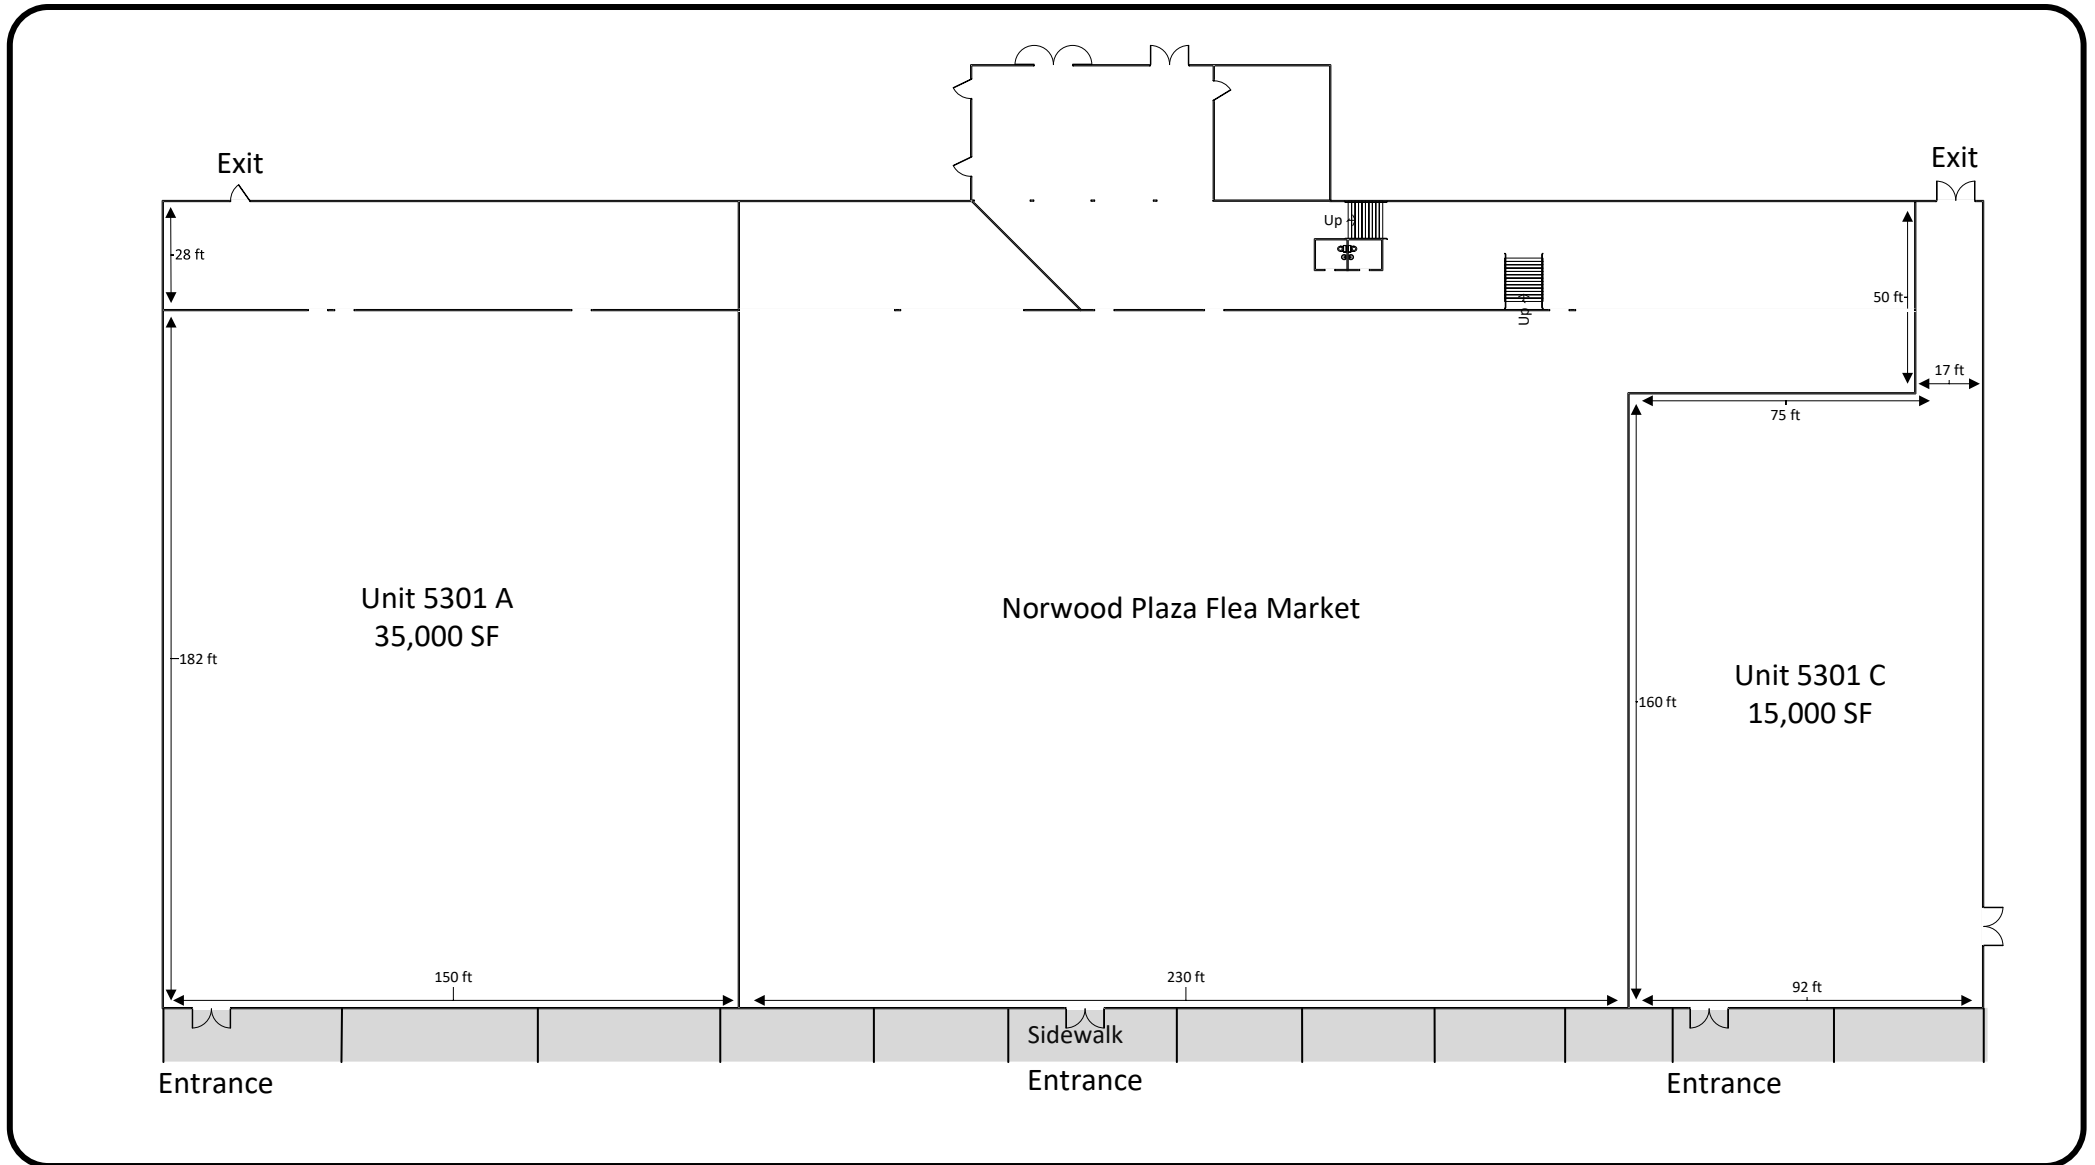 Exit
Exit
Up
28 ft
50 ft
Up
17 ft
75 ft
Unit 5301 A
35,000 SF
Norwood Plaza Flea Market
182 ft
Unit 5301 C
15,000 SF
160 ft
150 ft
230 ft
92 ft
Sidewalk
Entrance
Entrance
Entrance